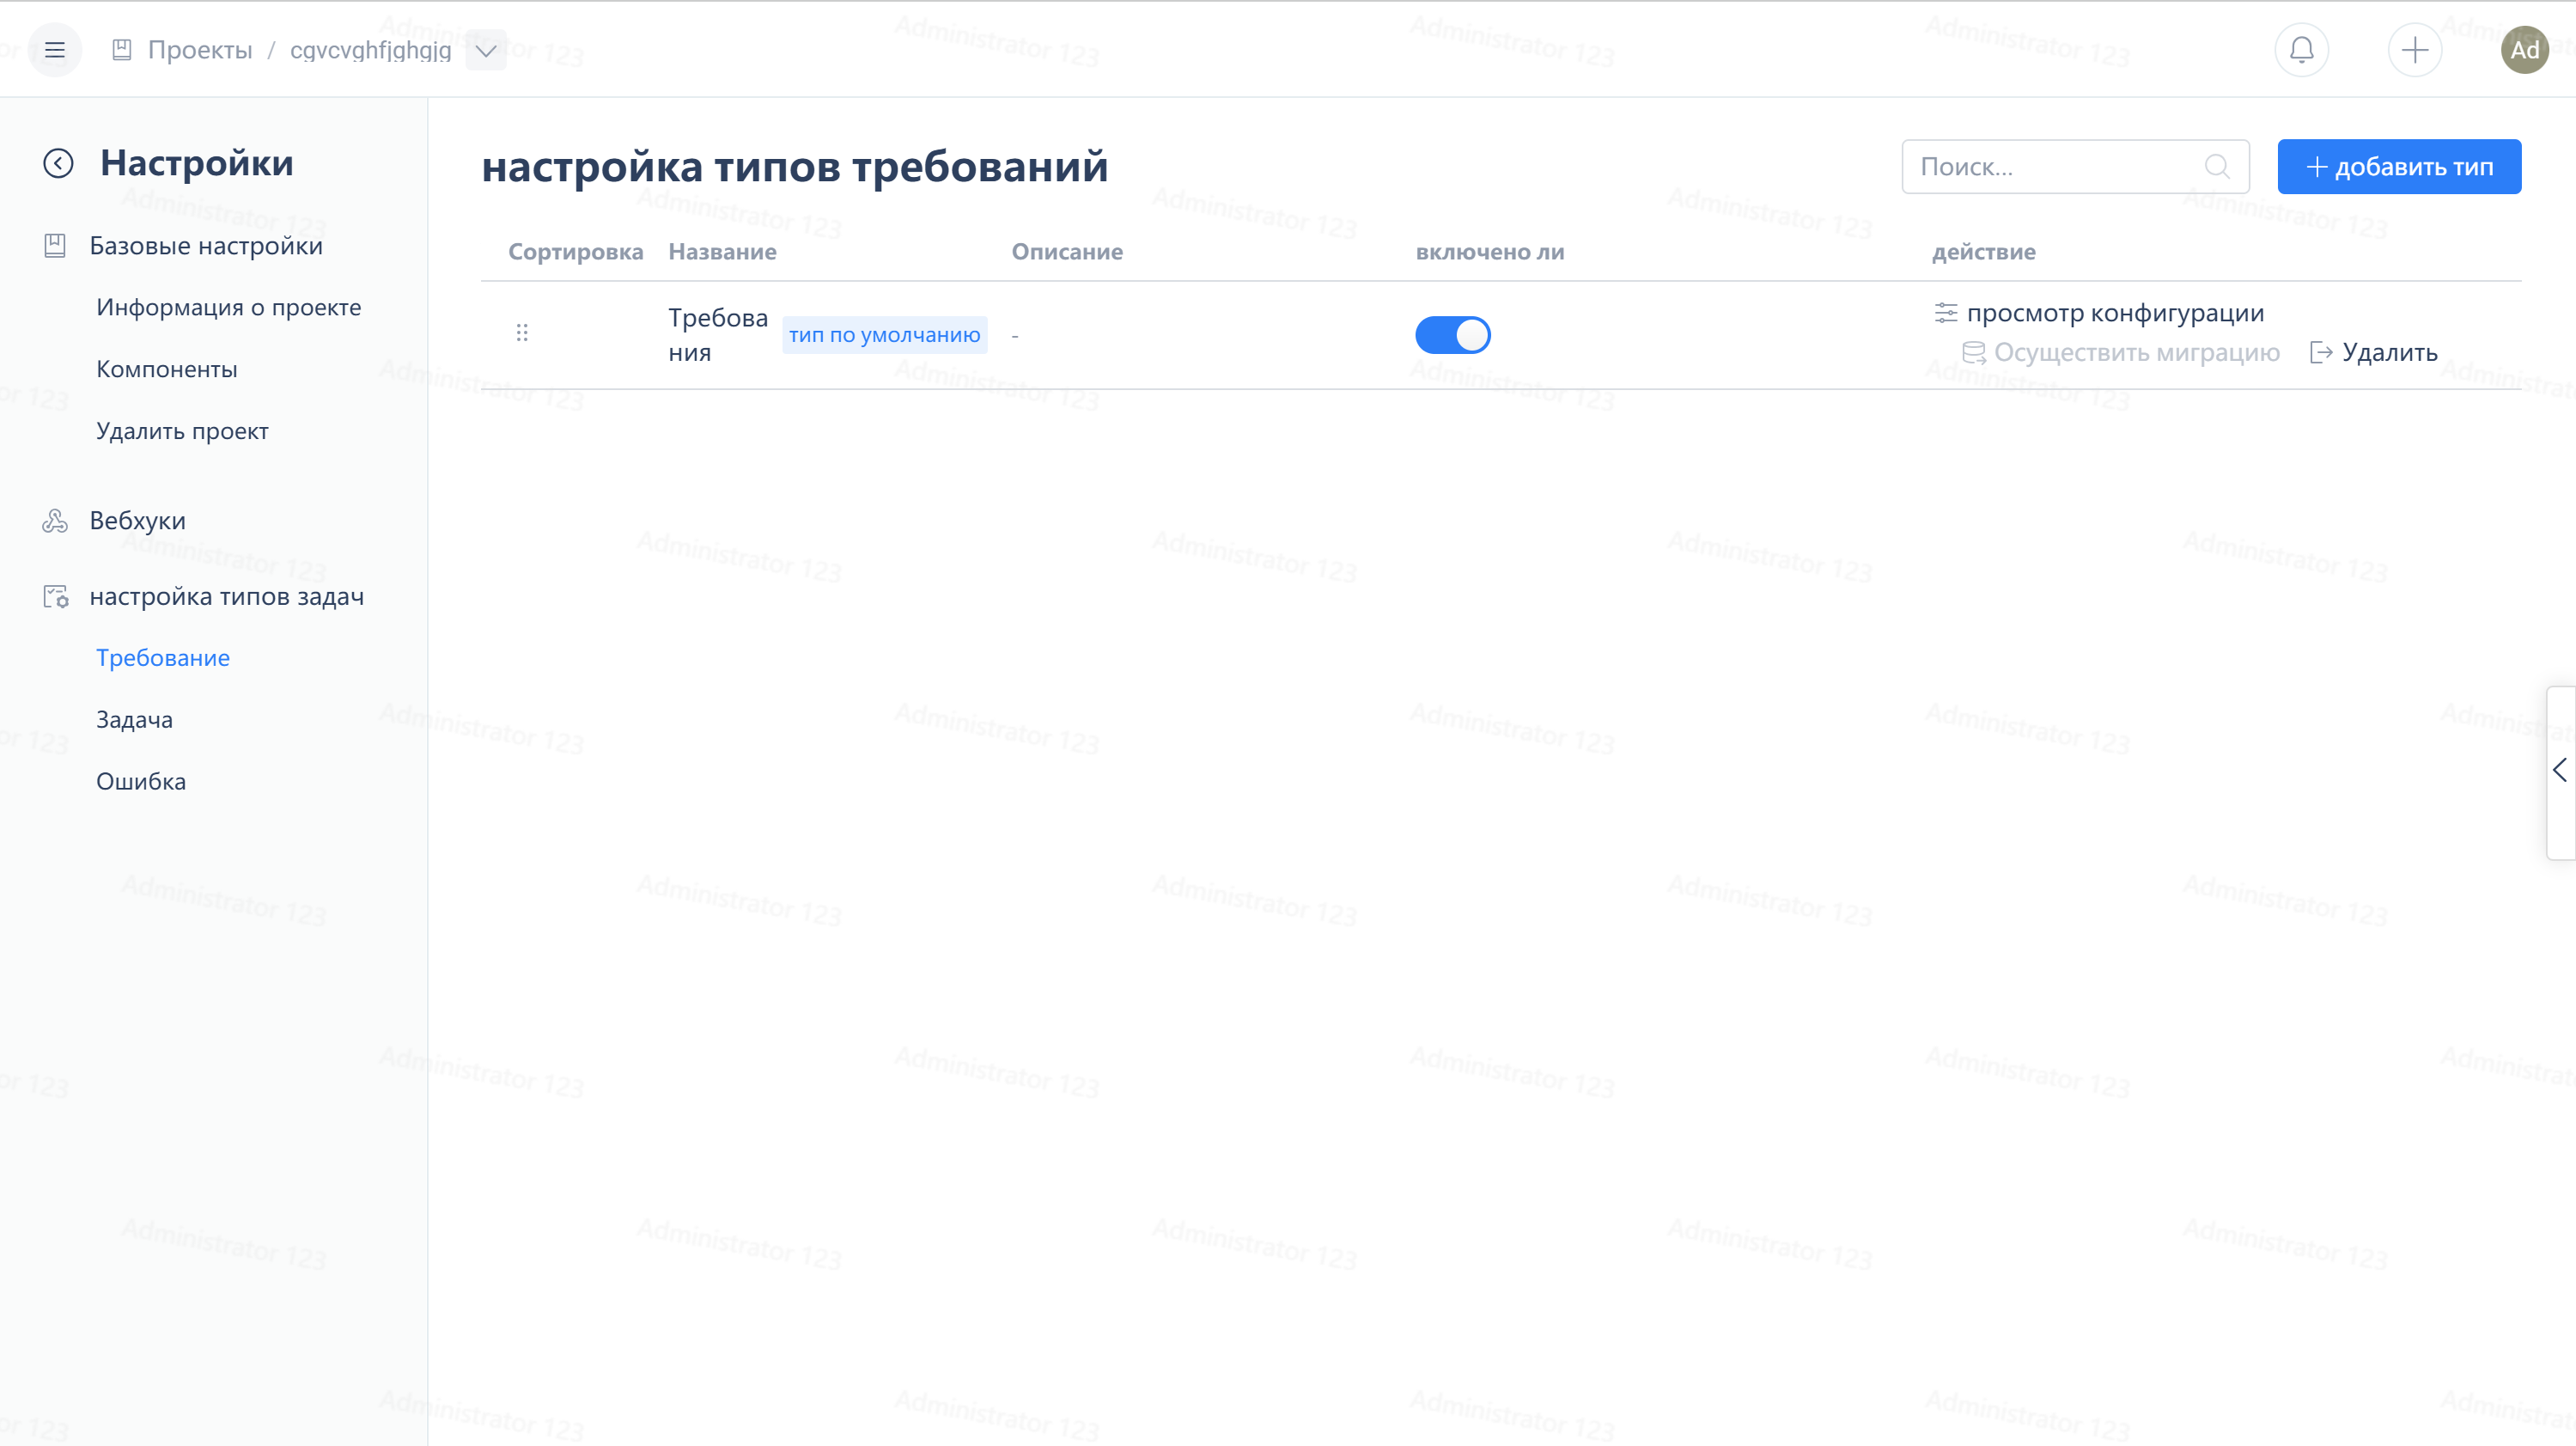 Проекты / cgvcvghfjghgjg
Ad
Настройки
Базовые настройки
Информация о проекте
Компоненты
Удалить проект
Вебхуки
настройка типов задач
Требование
Задача
Ошибка
настройка типов требований
Поиск...
добавить тип
Сортировка Название Описание включено ли действие
Требова
ния
тип по умолчанию
-
просмотр конфигурации
Осуществить миграцию Удалить
Administrator 123